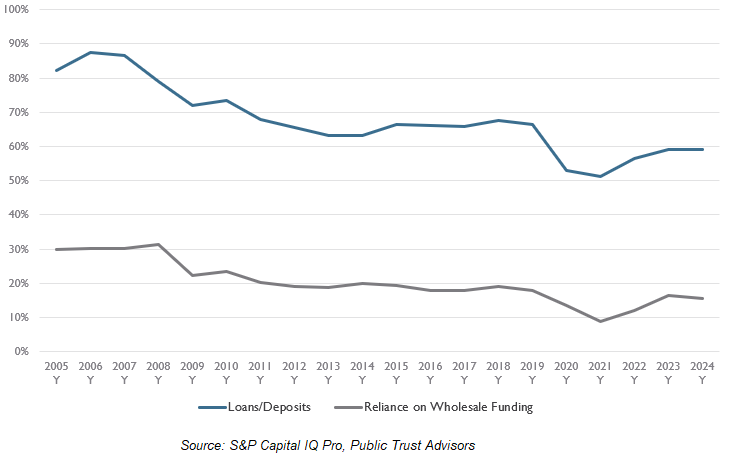 100%
90%
80%
70%
60%
50%
40%
30%
20%
10%
0%
2005 2006 2007 2008 2009 2010 2011 2012 2013 2014 2015 2016 2017 2018 2019 2020 2021 2022 2023 2024
Y Y Y Y Y Y Y Y Y Y Y Y Y Y Y Y Y Y Y Y
Loans/Deposits Reliance on Wholesale Funding
Source: S&P Capital IQ Pro, Public Trust Advisors